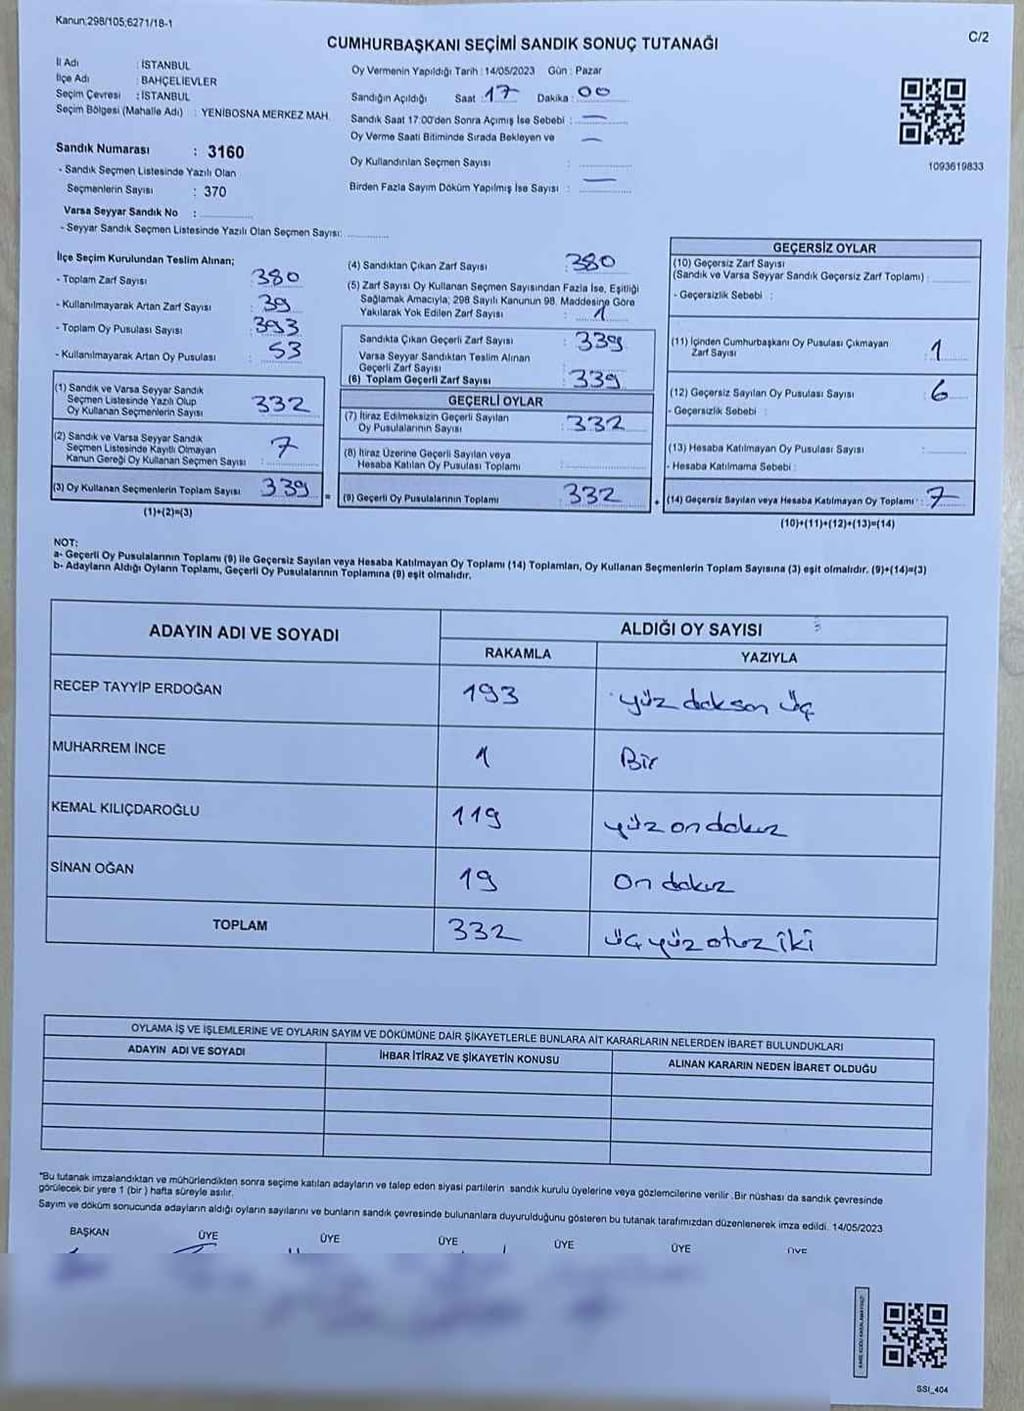 Kanun;298/105;6271/18-1
C/2
CUMHURBAŞKANI SEÇİMİ SANDIK SONUÇ TUTANAĞI
İl Adı : İSTANBUL
İlçe Adı : BAHÇELİEVLER
Seçim Çevresi : İSTANBUL
Seçim Bölgesi (Mahalle Adı) : YENİBOSNA MERKEZ MAH.
Sandık Numarası : 3160
- Sandık Seçmen Listesinde Yazılı Olan
Seçmenlerin Sayısı : 370
Varsa Seyyar Sandık No :
- Seyyar Sandık Seçmen Listesinde Yazılı Olan Seçmen Sayısı:
Oy Vermenin Yapıldığı Tarih : 14/05/2023 Gün : Pazar
Sandığın Açıldığı Saat : 17 Dakika : 00
Sandık Saat 17:00'den Sonra Açımış İse Sebebi : —
Oy Verme Saati Bitiminde Sırada Bekleyen ve —
Oy Kullandırılan Seçmen Sayısı :
Birden Fazla Sayım Döküm Yapılmış İse Sayısı : —
1093619833
İlçe Seçim Kurulundan Teslim Alınan;
- Toplam Zarf Sayısı : 380
- Kullanılmayarak Artan Zarf Sayısı : 39
- Toplam Oy Pusulası Sayısı : 393
- Kullanılmayarak Artan Oy Pusulası : 53
(1) Sandık ve Varsa Seyyar Sandık
Seçmen Listesinde Yazılı Olup
Oy Kullanan Seçmenlerin Sayısı 332
(2) Sandık ve Varsa Seyyar Sandık
Seçmen Listesinde Kayıtlı Olmayan
Kanun Gereği Oy Kullanan Seçmen Sayısı : 7
(3) Oy Kullanan Seçmenlerin Toplam Sayısı 339
(1)+(2)=(3)
(4) Sandıktan Çıkan Zarf Sayısı : 380
(5) Zarf Sayısı Oy Kullanan Seçmen Sayısından Fazla İse, Eşitliği
Sağlamak Amacıyla, 298 Sayılı Kanunun 98. Maddesine Göre
Yakılarak Yok Edilen Zarf Sayısı : 1
Sandıkta Çıkan Geçerli Zarf Sayısı : 339
Varsa Seyyar Sandıktan Teslim Alınan
Geçerli Zarf Sayısı
(6) Toplam Geçerli Zarf Sayısı : 339
GEÇERLİ OYLAR
(7) İtiraz Edilmeksizin Geçerli Sayılan
Oy Pusulalarının Sayısı : 332
(8) İtiraz Üzerine Geçerli Sayılan veya
Hesaba Katılan Oy Pusulası Toplamı
(9) Geçerli Oy Pusulalarının Toplamı : 332
GEÇERSİZ OYLAR
(10) Geçersiz Zarf Sayısı
(Sandık ve Varsa Seyyar Sandık Geçersiz Zarf Toplamı) :
- Geçersizlik Sebebi :
(11) İçinden Cumhurbaşkanı Oy Pusulası Çıkmayan
Zarf Sayısı : 1
(12) Geçersiz Sayılan Oy Pusulası Sayısı : 6
- Geçersizlik Sebebi :
(13) Hesaba Katılmayan Oy Pusulası Sayısı :
- Hesaba Katılmama Sebebi :
(14) Geçersiz Sayılan veya Hesaba Katılmayan Oy Toplamı : 7
(10)+(11)+(12)+(13)=(14)
NOT:
a- Geçerli Oy Pusulalarının Toplamı (9) ile Geçersiz Sayılan veya Hesaba Katılmayan Oy Toplamı (14) Toplamları, Oy Kullanan Seçmenlerin Toplam Sayısına (3) eşit olmalıdır. (9)+(14)=(3)
b- Adayların Aldığı Oyların Toplamı, Geçerli Oy Pusulalarının Toplamına (9) eşit olmalıdır.
ADAYIN ADI VE SOYADI ALDIĞI OY SAYISI
RAKAMLA YAZIYLA
RECEP TAYYİP ERDOĞAN 193 yüz doksan üç
MUHARREM İNCE 1 Bir
KEMAL KILIÇDAROĞLU 119 yüz on dokuz
SİNAN OĞAN 19 On dokuz
TOPLAM 332 üç yüz otuz iki
OYLAMA İŞ VE İŞLEMLERİNE VE OYLARIN SAYIM VE DÖKÜMÜNE DAİR ŞİKAYETLERLE BUNLARA AİT KARARLARIN NELERDEN İBARET BULUNDUKLARI
ADAYIN ADI VE SOYADI İHBAR İTİRAZ VE ŞİKAYETİN KONUSU ALINAN KARARIN NEDEN İBARET OLDUĞU
"Bu tutanak imzalandıktan ve mühürlendikten sonra seçime katılan adayların ve talep eden siyasi partilerin sandık kurulu üyelerine veya gözlemcilerine verilir .Bir nüshası da sandık çevresinde
görülecek bir yere 1 (bir ) hafta süreyle asılır.
Sayım ve döküm sonucunda adayların aldığı oyların sayılarını ve bunların sandık çevresinde bulunanlara duyurulduğunu gösteren bu tutanak tarafımızdan düzenlenerek imza edildi. 14/05/2023
BAŞKAN ÜYE ÜYE ÜYE ÜYE ÜYE ÜYE
SSI_404